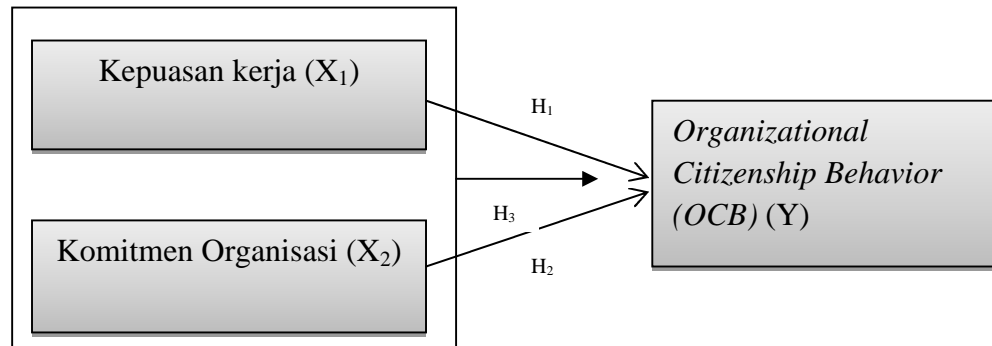 Kepuasan kerja (X₁)
H₁
Organizational
Citizenship Behavior
(OCB) (Y)
H₃
Komitmen Organisasi (X₂)
H₂